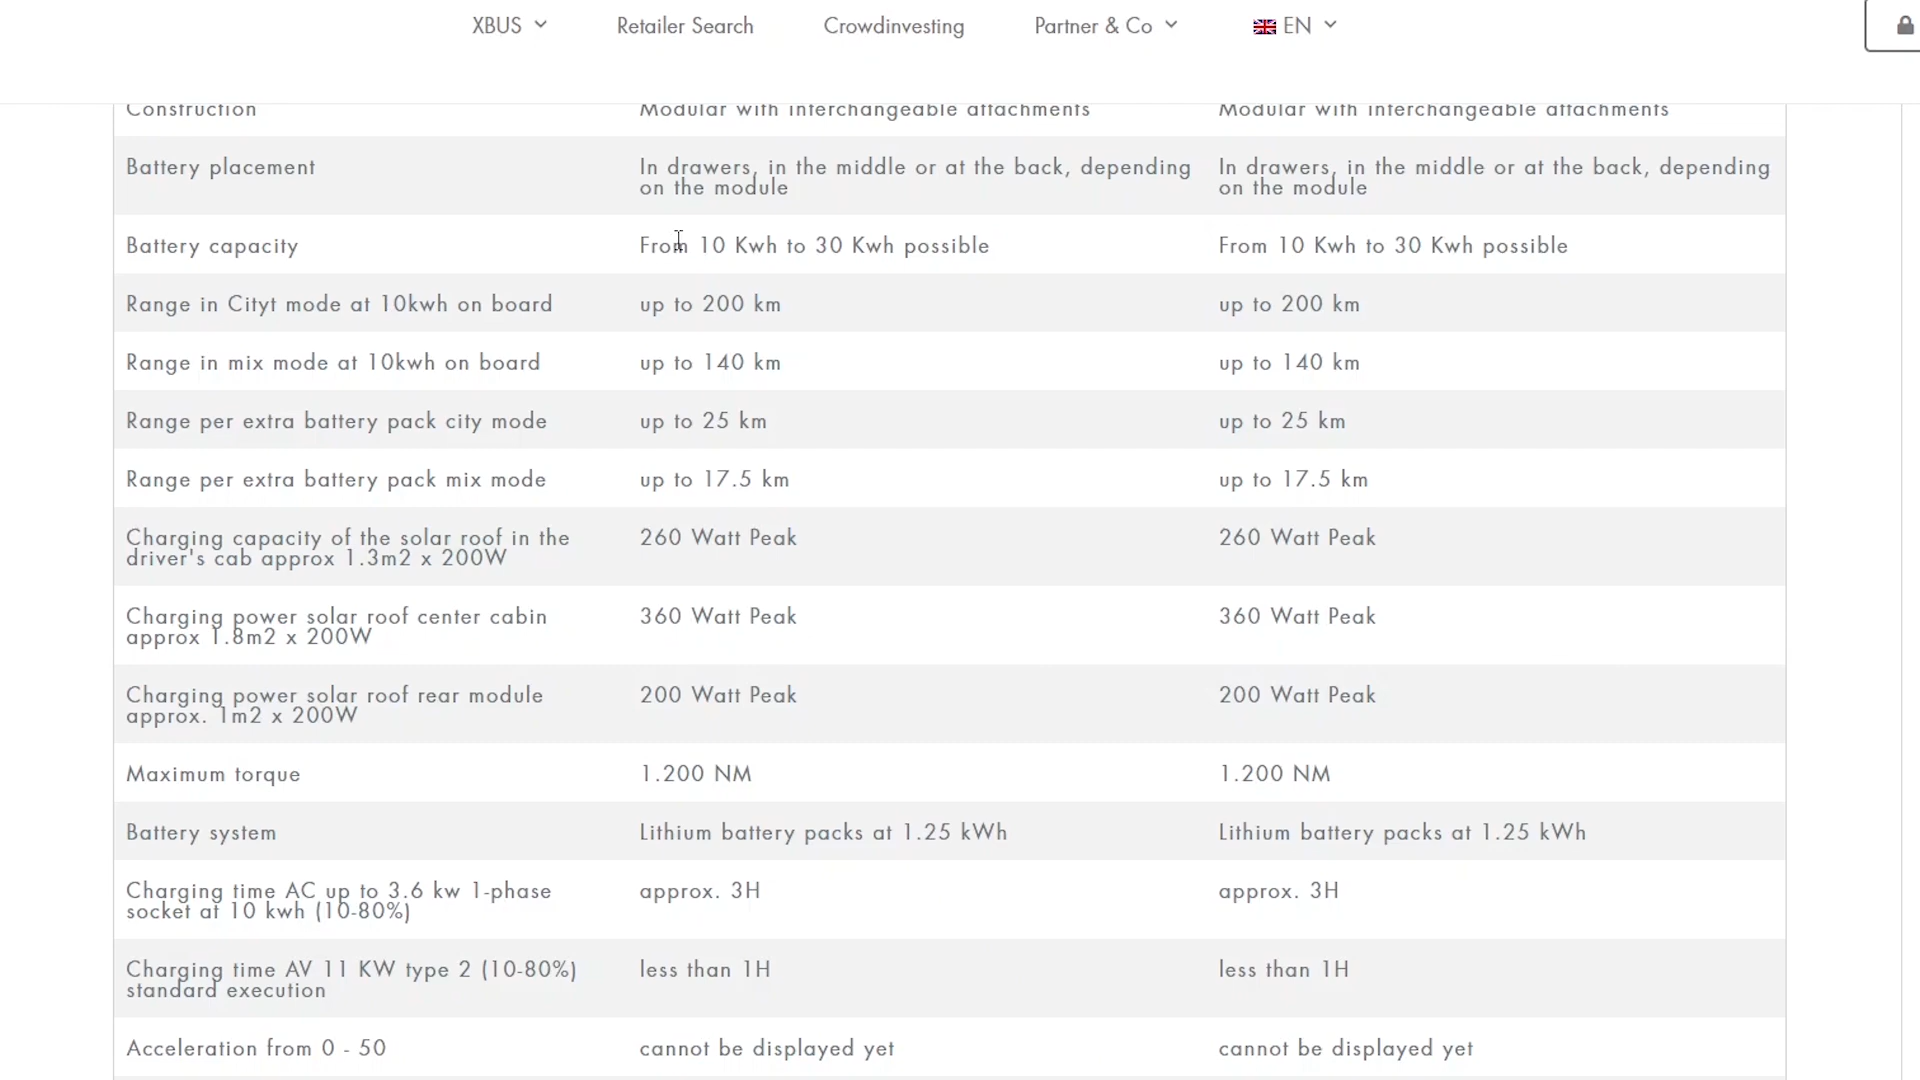 XBUS Retailer Search Crowdinvesting Partner & Co EN
Construction Modular with interchangeable attachments Modular with interchangeable attachments
Battery placement In drawers, in the middle or at the back, depending In drawers, in the middle or at the back, depending
on the module on the module
Battery capacity From 10 Kwh to 30 Kwh possible From 10 Kwh to 30 Kwh possible
Range in Cityt mode at 10kwh on board up to 200 km up to 200 km
Range in mix mode at 10kwh on board up to 140 km up to 140 km
Range per extra battery pack city mode up to 25 km up to 25 km
Range per extra battery pack mix mode up to 17.5 km up to 17.5 km
Charging capacity of the solar roof in the 260 Watt Peak 260 Watt Peak
driver's cab approx 1.3m2 x 200W
Charging power solar roof center cabin 360 Watt Peak 360 Watt Peak
approx 1.8m2 x 200W
Charging power solar roof rear module 200 Watt Peak 200 Watt Peak
approx. 1m2 x 200W
Maximum torque 1.200 NM 1.200 NM
Battery system Lithium battery packs at 1.25 kWh Lithium battery packs at 1.25 kWh
Charging time AC up to 3.6 kw 1-phase approx. 3H approx. 3H
socket at 10 kwh (10-80%)
Charging time AV 11 KW type 2 (10-80%) less than 1H less than 1H
standard execution
Acceleration from 0 - 50 cannot be displayed yet cannot be displayed yet